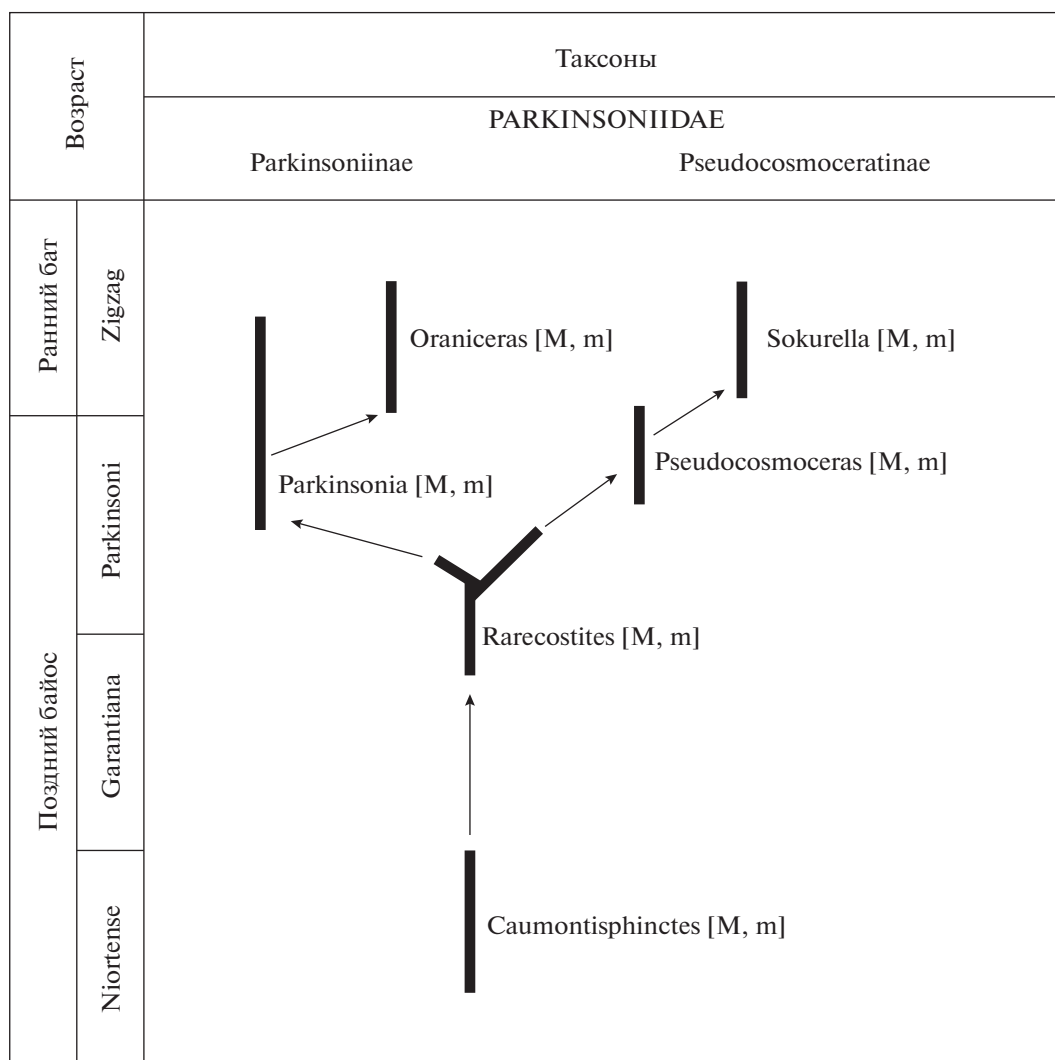 Возраст
Таксоны
PARKINSONIIDAE
Parkinsoniinae
Pseudocosmoceratinae
Ранний бат
Zigzag
Oraniceras [M, m]
Sokurella [M, m]
Поздний байос
Parkinsoni
Parkinsonia [M, m]
Pseudocosmoceras [M, m]
Rarecostites [M, m]
Garantiana
Niortense
Caumontisphinctes [M, m]